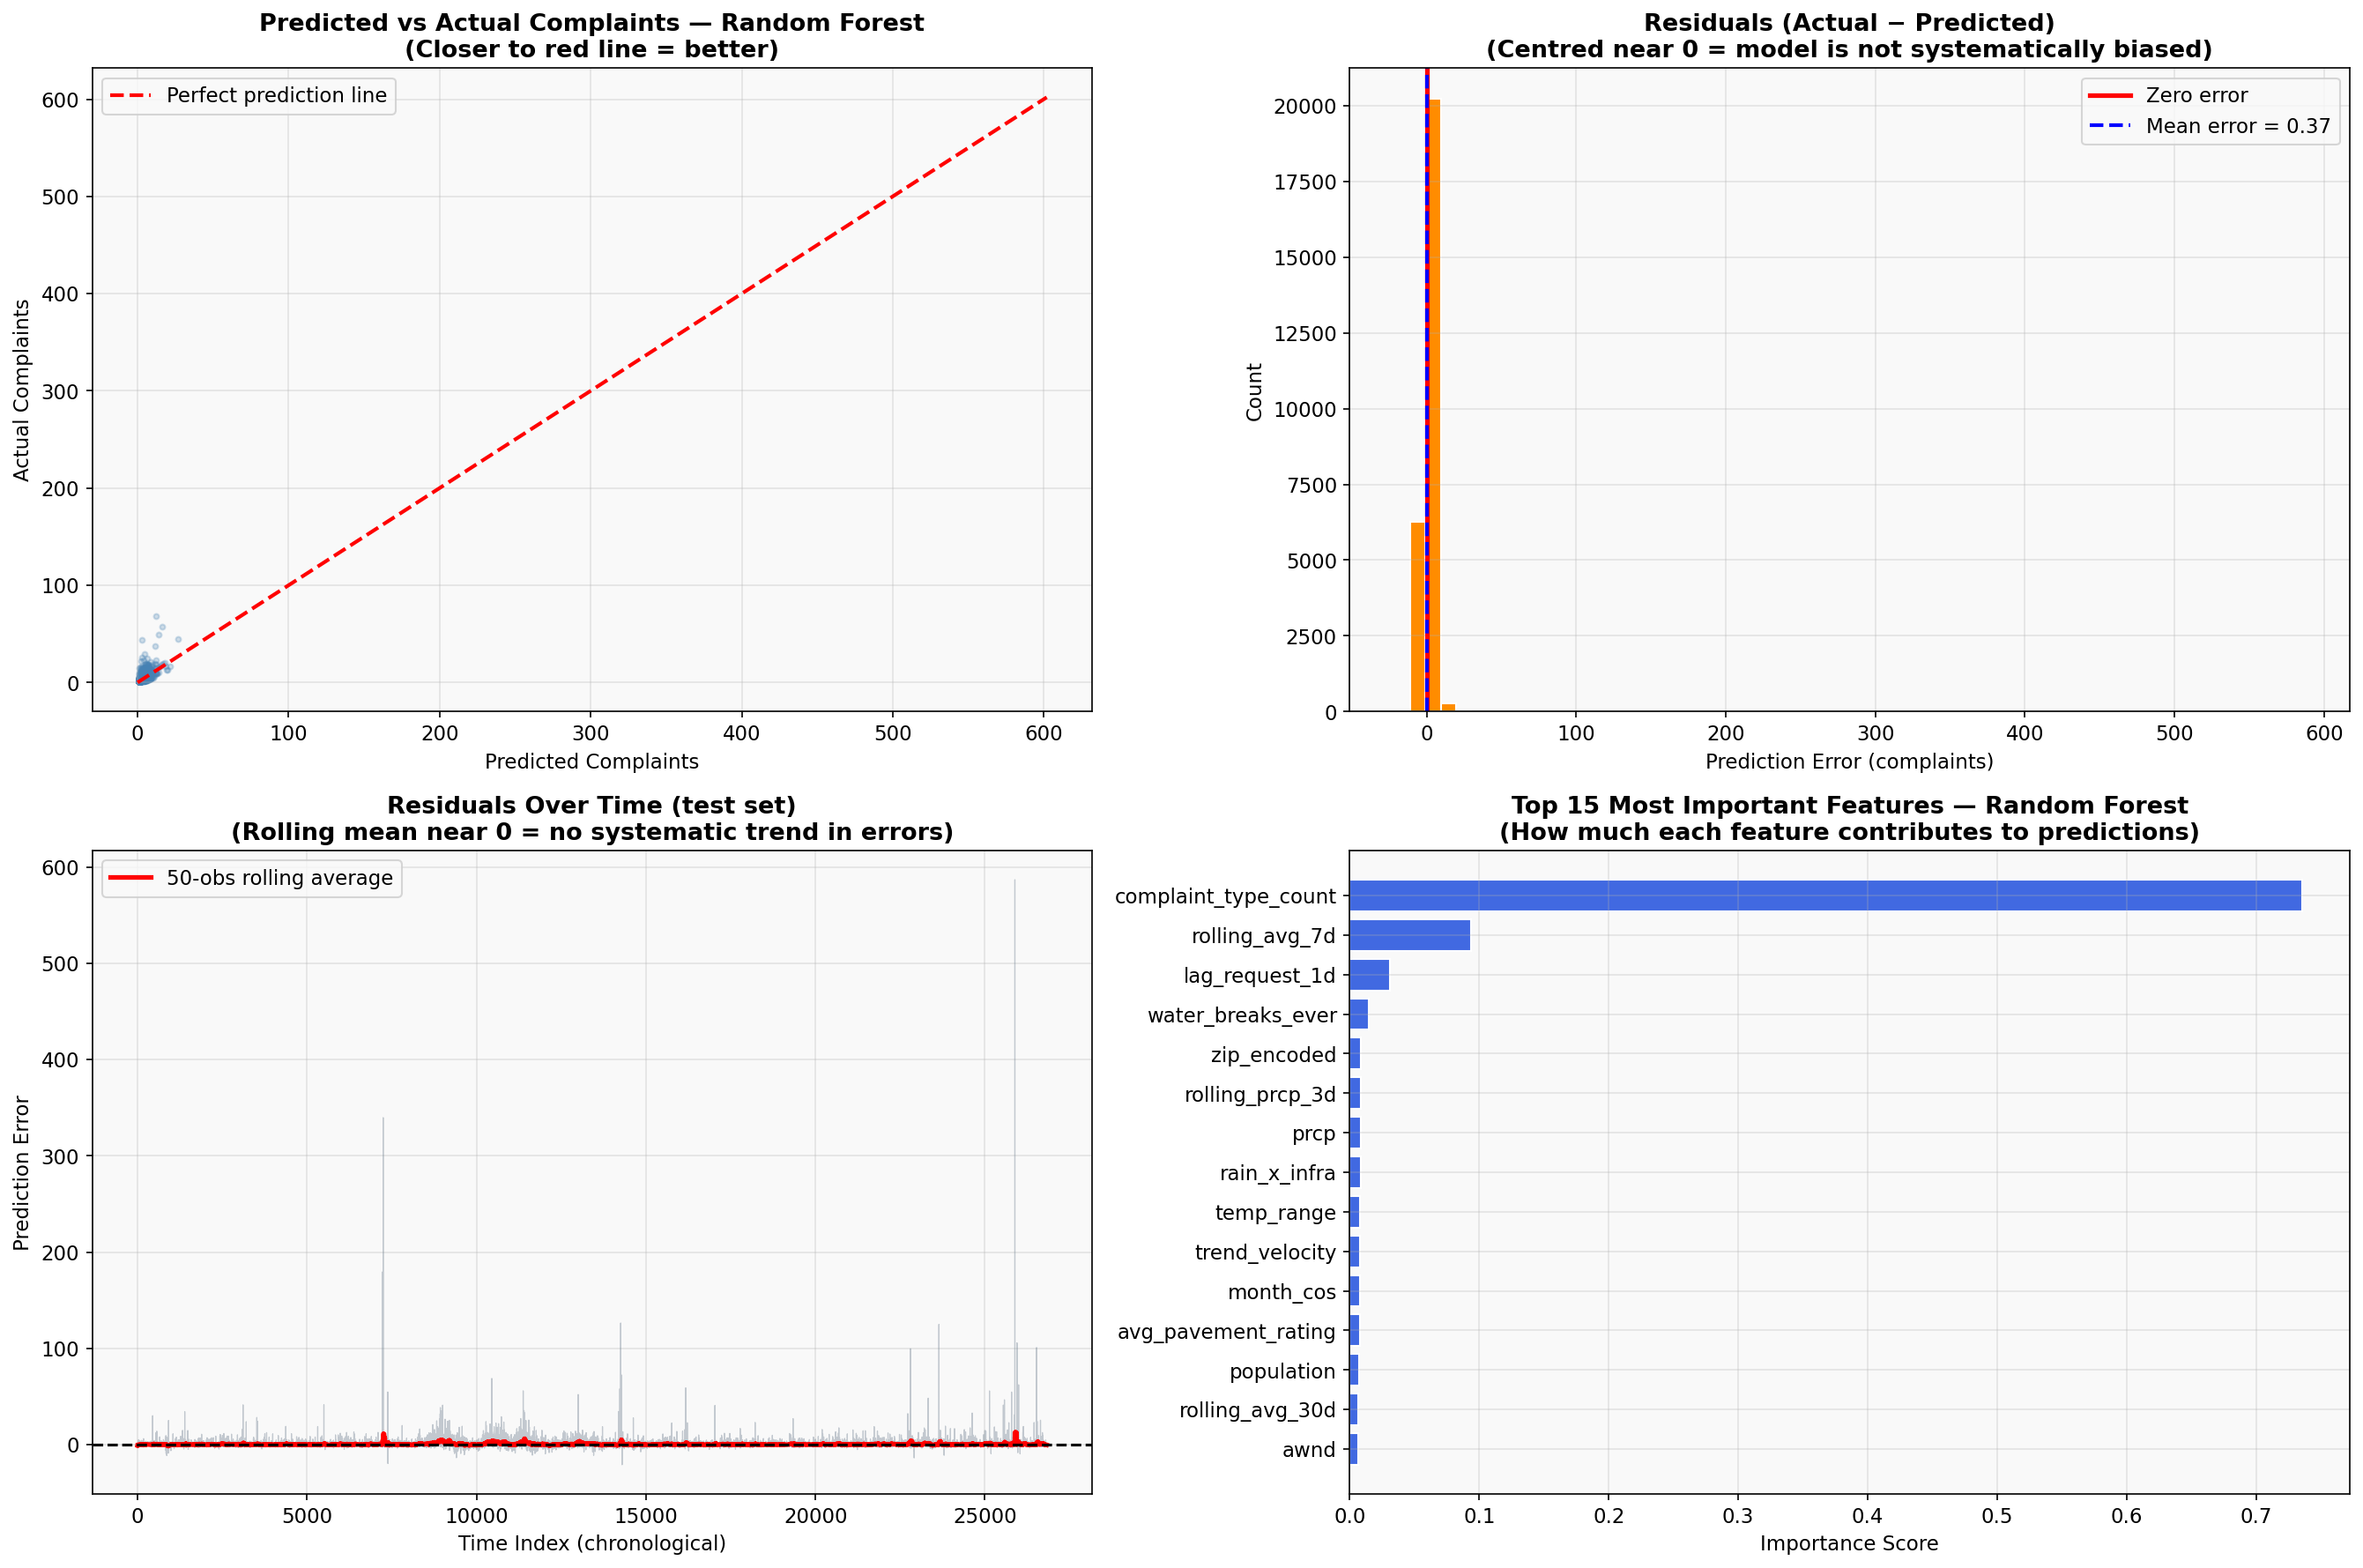 Predicted vs Actual Complaints — Random Forest
(Closer to red line = better)
Perfect prediction line
600
500
400
300
200
100
0
Actual Complaints
0 100 200 300 400 500 600
Predicted Complaints
Residuals (Actual − Predicted)
(Centred near 0 = model is not systematically biased)
Zero error
Mean error = 0.37
20000
17500
15000
12500
10000
7500
5000
2500
0
Count
0 100 200 300 400 500 600
Prediction Error (complaints)
Residuals Over Time (test set)
(Rolling mean near 0 = no systematic trend in errors)
50-obs rolling average
600
500
400
300
200
100
0
Prediction Error
0 5000 10000 15000 20000 25000
Time Index (chronological)
Top 15 Most Important Features — Random Forest
(How much each feature contributes to predictions)
complaint_type_count
rolling_avg_7d
lag_request_1d
water_breaks_ever
zip_encoded
rolling_prcp_3d
prcp
rain_x_infra
temp_range
trend_velocity
month_cos
avg_pavement_rating
population
rolling_avg_30d
awnd
0.0 0.1 0.2 0.3 0.4 0.5 0.6 0.7
Importance Score